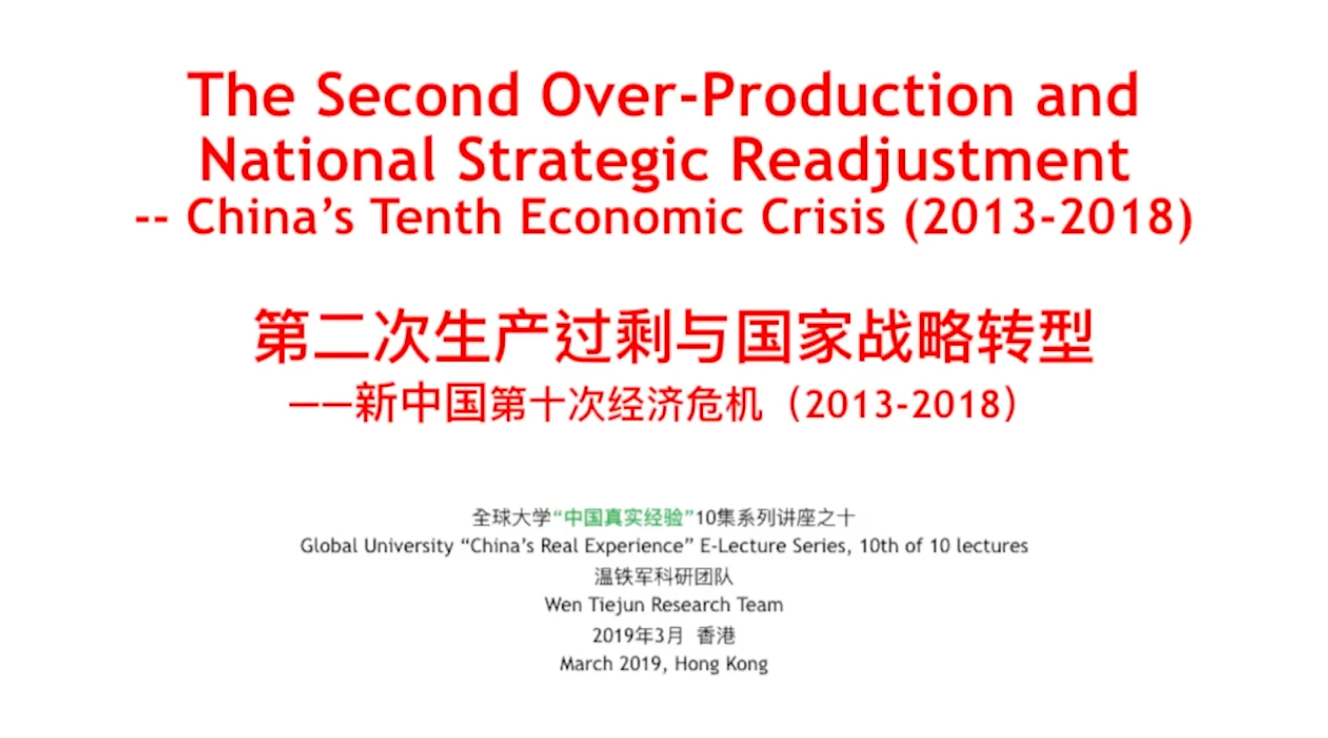 The Second Over-Production and
National Strategic Readjustment
-- China’s Tenth Economic Crisis (2013-2018)
第二次生产过剩与国家战略转型
——新中国第十次经济危机（2013-2018）
全球大学“中国真实经验”10集系列讲座之十
Global University “China’s Real Experience” E-Lecture Series, 10th of 10 lectures
温铁军科研团队
Wen Tiejun Research Team
2019年3月 香港
March 2019, Hong Kong